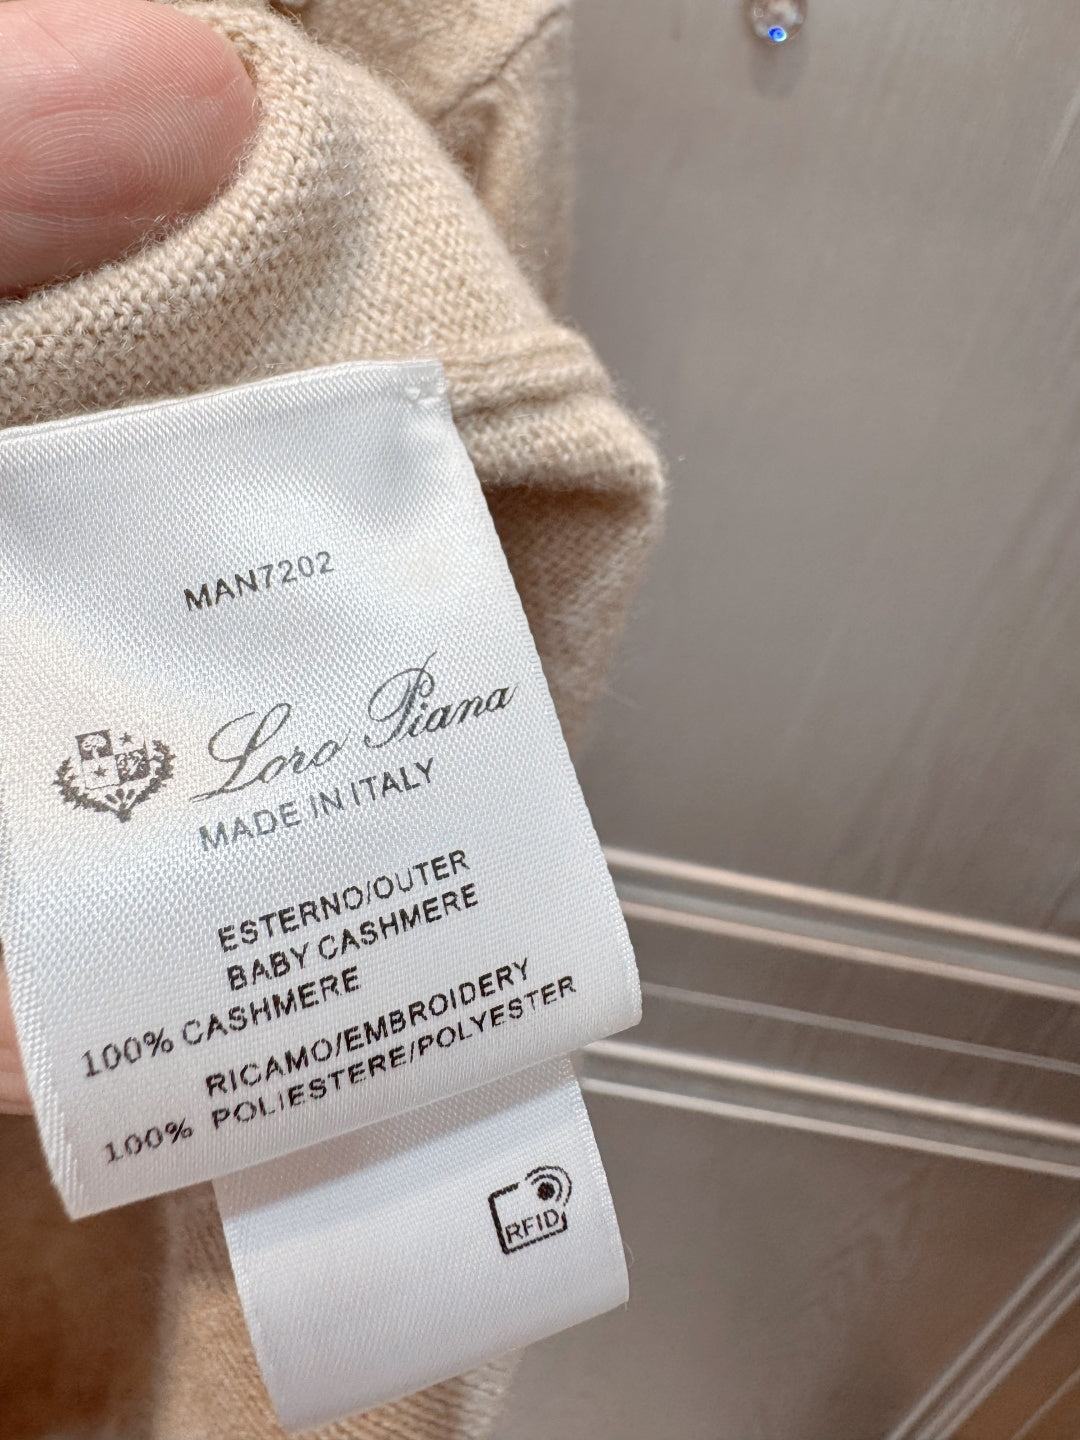 MAN7202
Loro Piana
MADE IN ITALY
ESTERNO/OUTER
BABY CASHMERE
100% CASHMERE
RICAMO/EMBROIDERY
100% POLIESTERE/POLYESTER
RFID